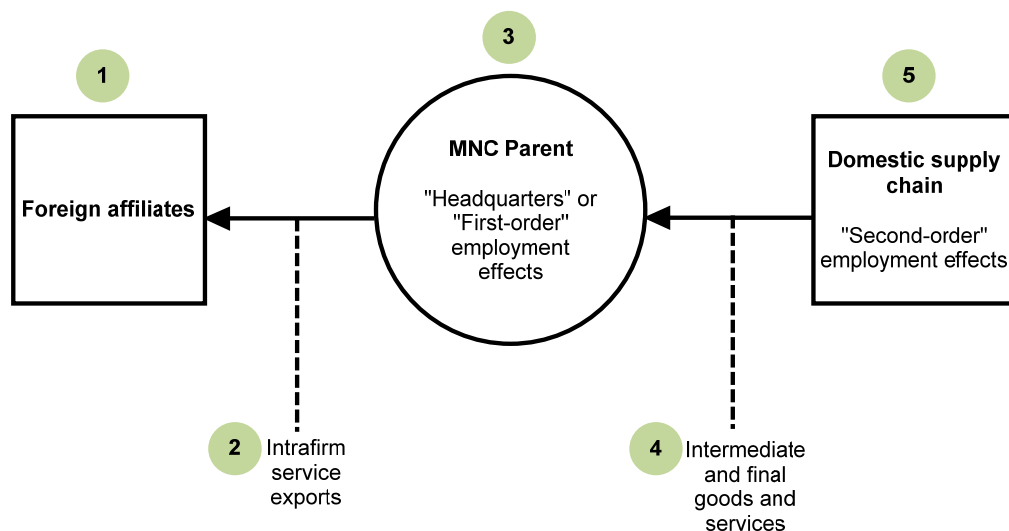 1
Foreign affiliates
2
Intrafirm
service
exports
3
MNC Parent
"Headquarters" or
"First-order"
employment
effects
4
Intermediate
and final
goods and
services
5
Domestic supply
chain
"Second-order"
employment effects